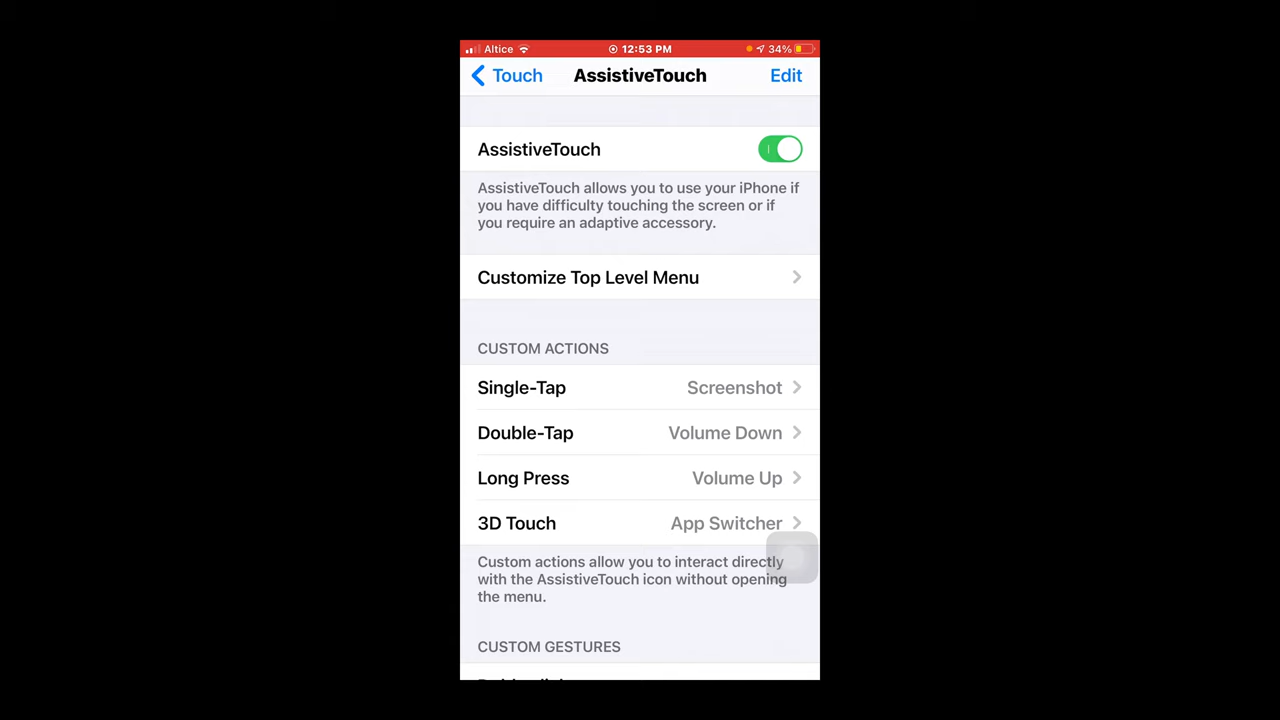 Altice 12:53 PM 34%
Touch AssistiveTouch Edit
AssistiveTouch
AssistiveTouch allows you to use your iPhone if
you have difficulty touching the screen or if
you require an adaptive accessory.
Customize Top Level Menu
CUSTOM ACTIONS
Single-Tap Screenshot
Double-Tap Volume Down
Long Press Volume Up
3D Touch App Switcher
Custom actions allow you to interact directly
with the AssistiveTouch icon without opening
the menu.
CUSTOM GESTURES